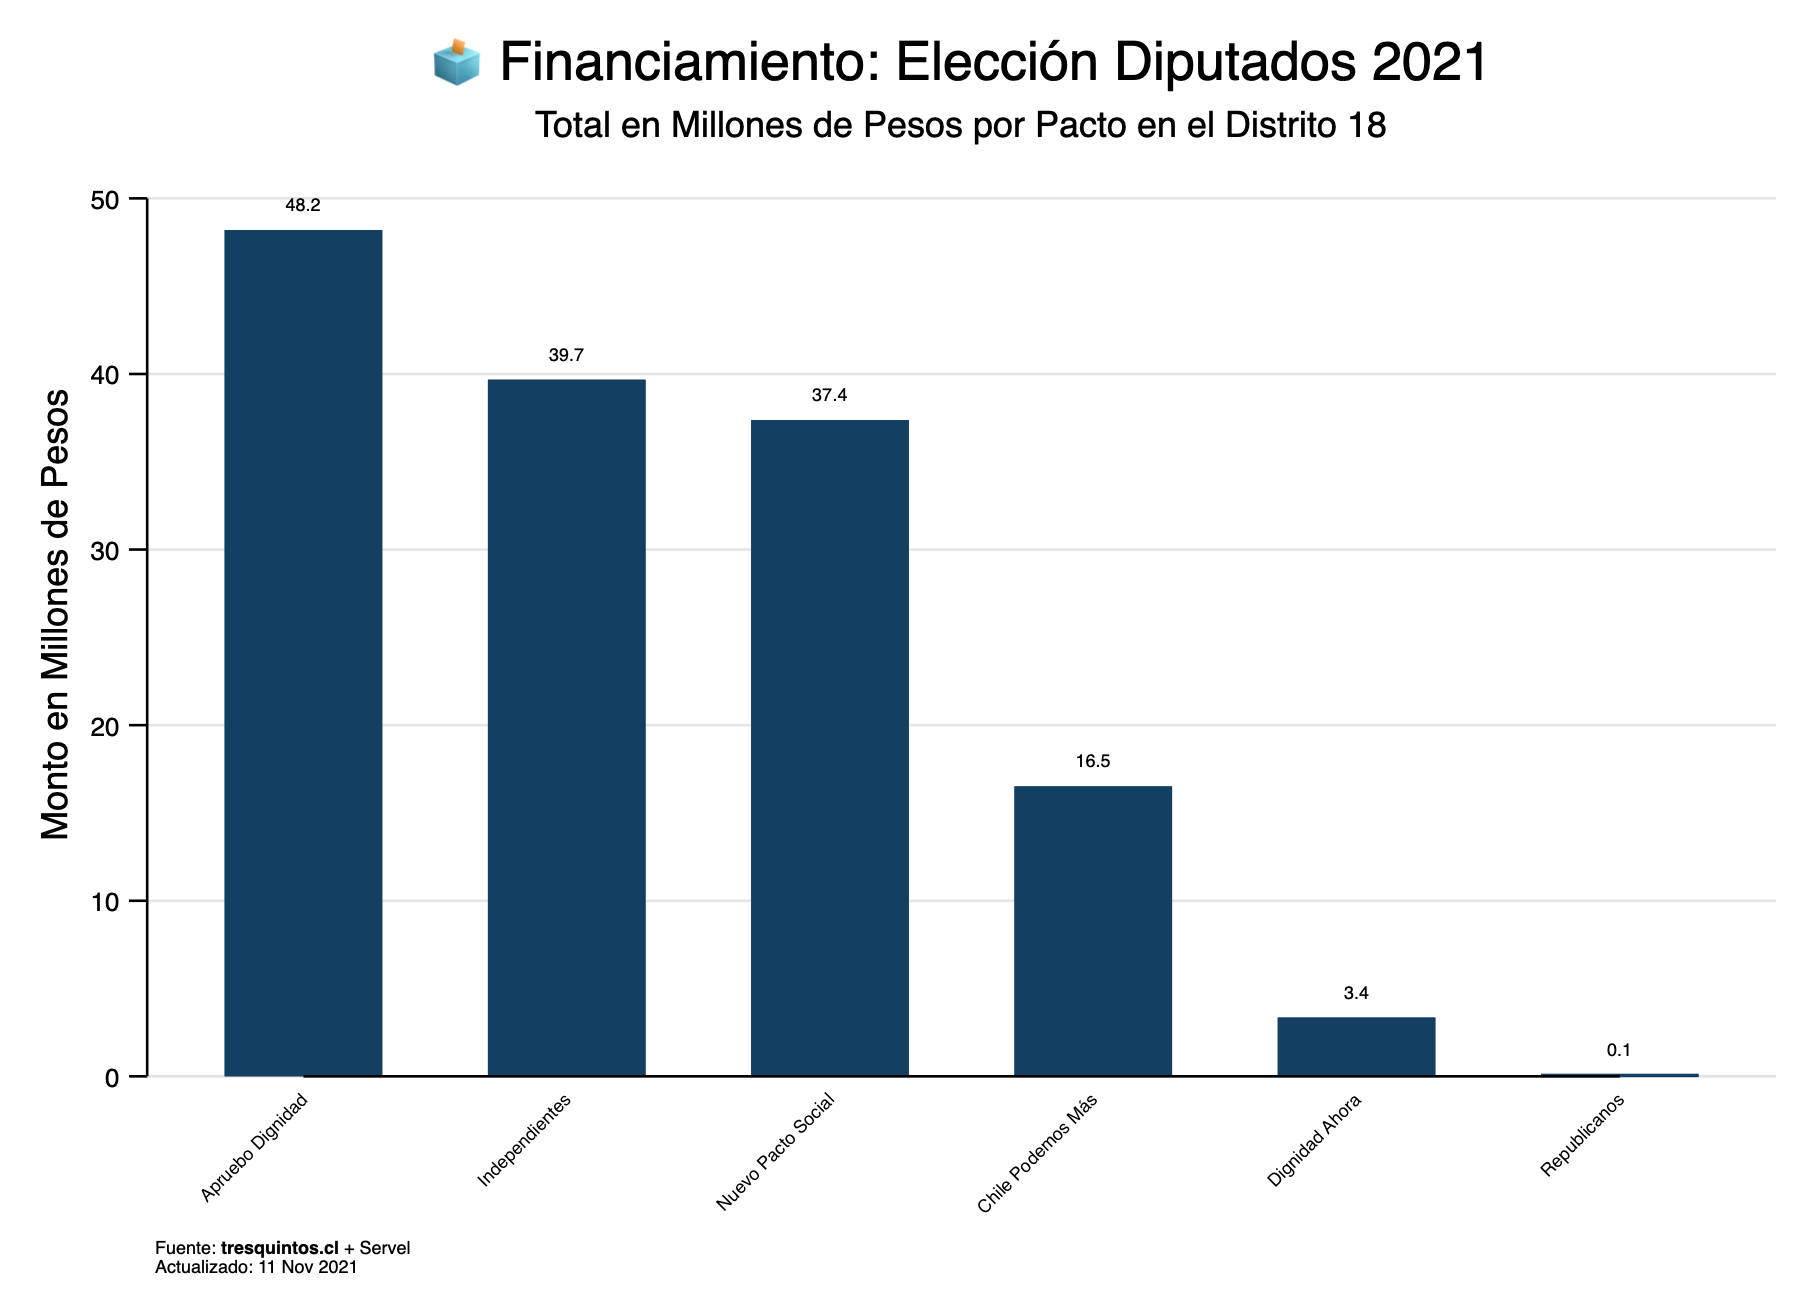 Financiamiento: Elección Diputados 2021
Total en Millones de Pesos por Pacto en el Distrito 18
Monto en Millones de Pesos
50
40
30
20
10
0
48.2
39.7
37.4
16.5
3.4
0.1
Apruebo Dignidad
Independientes
Nuevo Pacto Social
Chile Podemos Más
Dignidad Ahora
Republicanos
Fuente: tresquintos.cl + Servel
Actualizado: 11 Nov 2021